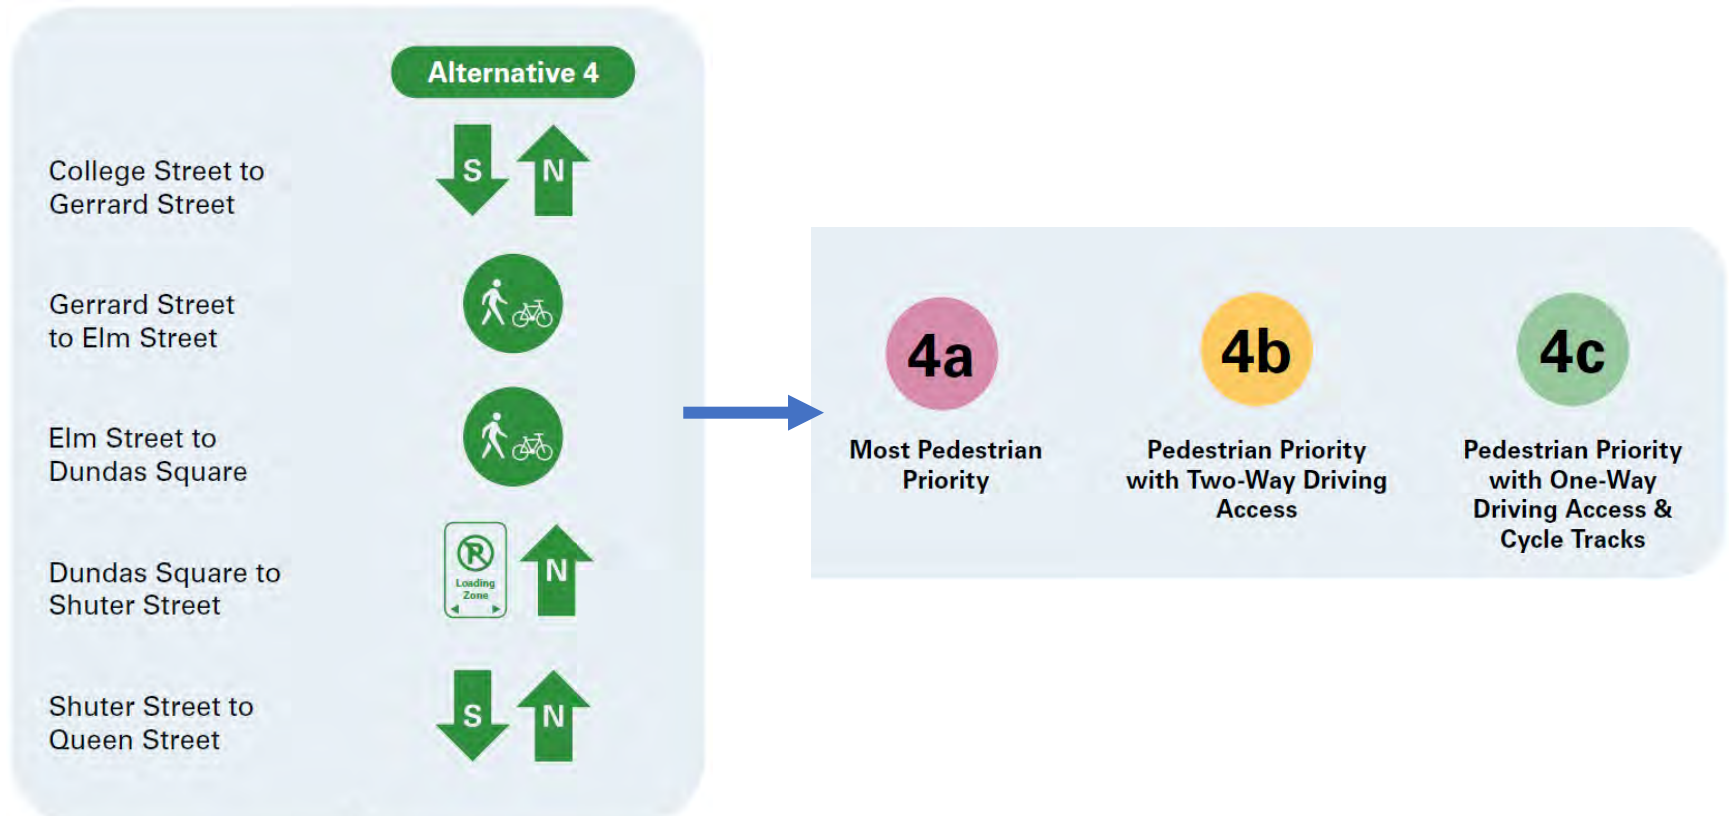 Alternative 4
College Street to
Gerrard Street
S N
Gerrard Street
to Elm Street
Elm Street to
Dundas Square
Dundas Square to
Shuter Street
P
Loading
Zone
N
Shuter Street to
Queen Street
S N
4a
Most Pedestrian
Priority
4b
Pedestrian Priority
with Two-Way Driving
Access
4c
Pedestrian Priority
with One-Way
Driving Access &
Cycle Tracks